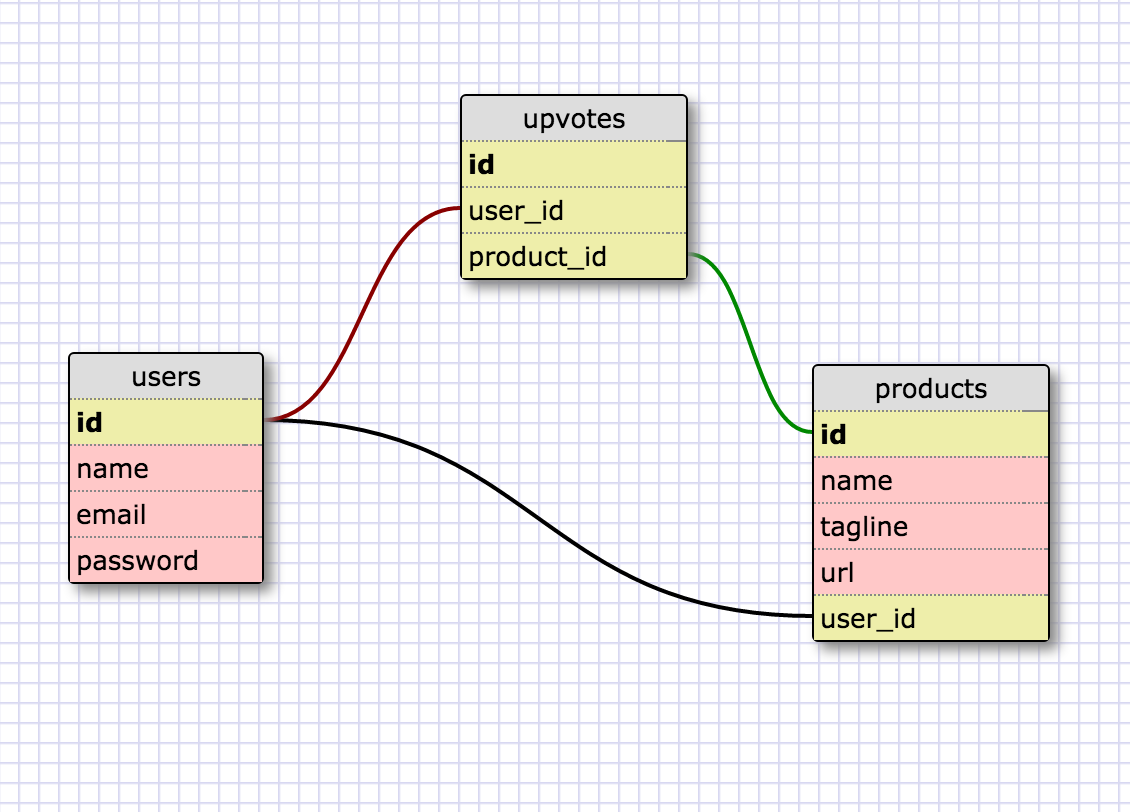 upvotes
id
user_id
product_id
users
id
name
email
password
products
id
name
tagline
url
user_id